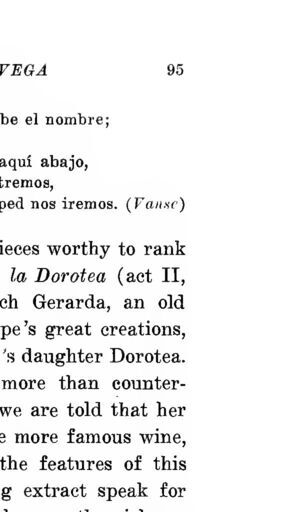 VEGA 95
be el nombre;
aquí abajo,
tremos,
ped nos iremos. (Vanse)
ieces worthy to rank
la Dorotea (act II,
ch Gerarda, an old
pe's great creations,
's daughter Dorotea.
more than counter-
we are told that her
e more famous wine,
the features of this
g extract speak for